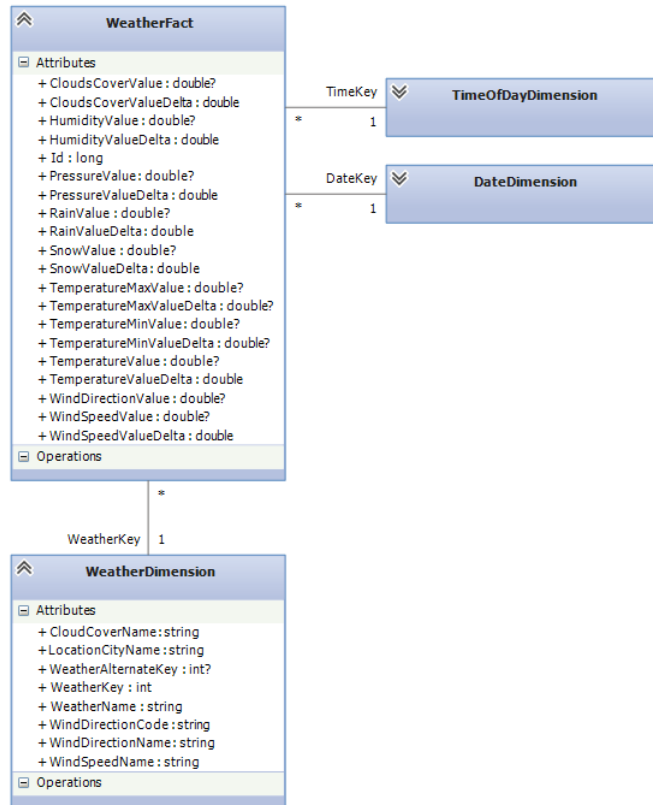 WeatherFact
Attributes
+ CloudsCoverValue : double?
+ CloudsCoverValueDelta : double
+ HumidityValue : double?
+ HumidityValueDelta : double
+ Id : long
+ PressureValue : double?
+ PressureValueDelta : double
+ RainValue : double?
+ RainValueDelta : double
+ SnowValue : double?
+ SnowValueDelta : double
+ TemperatureMaxValue : double?
+ TemperatureMaxValueDelta : double?
+ TemperatureMinValue : double?
+ TemperatureMinValueDelta : double?
+ TemperatureValue : double?
+ TemperatureValueDelta : double
+ WindDirectionValue : double?
+ WindSpeedValue : double?
+ WindSpeedValueDelta : double
Operations
TimeKey
* 1
TimeOfDayDimension
DateKey
* 1
DateDimension
*
WeatherKey 1
WeatherDimension
Attributes
+ CloudCoverName : string
+ LocationCityName : string
+ WeatherAlternateKey : int?
+ WeatherKey : int
+ WeatherName : string
+ WindDirectionCode : string
+ WindDirectionName : string
+ WindSpeedName : string
Operations